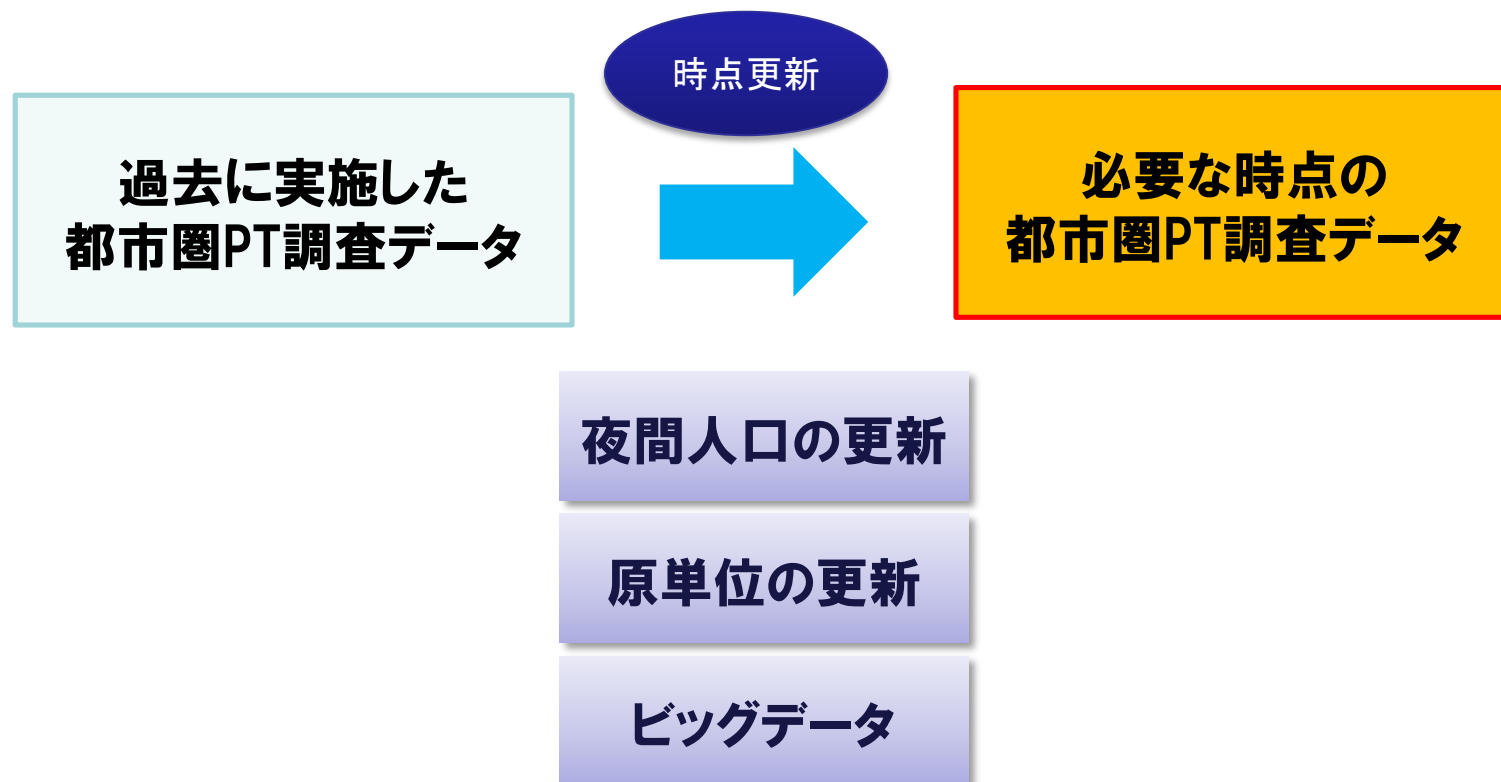 時点更新
過去に実施した
都市圏PT調査データ
必要な時点の
都市圏PT調査データ
夜間人口の更新
原単位の更新
ビッグデータ